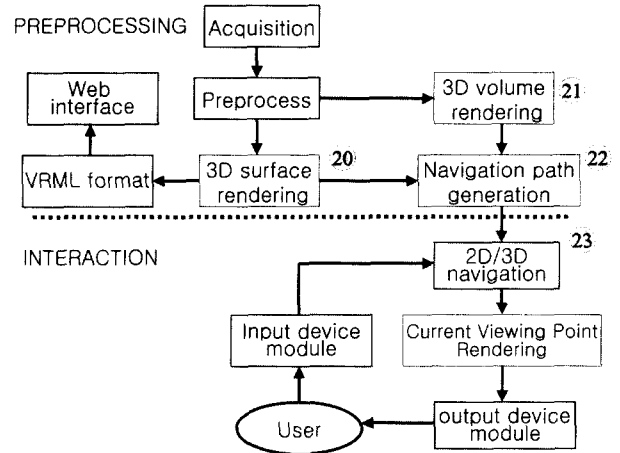 PREPROCESSING
Acquisition
Web
interface
Preprocess
3D volume
rendering
21
VRML format
3D surface
rendering
20
Navigation path
generation
22
INTERACTION
2D/3D
navigation
23
Input device
module
Current Viewing Point
Rendering
User
output device
module